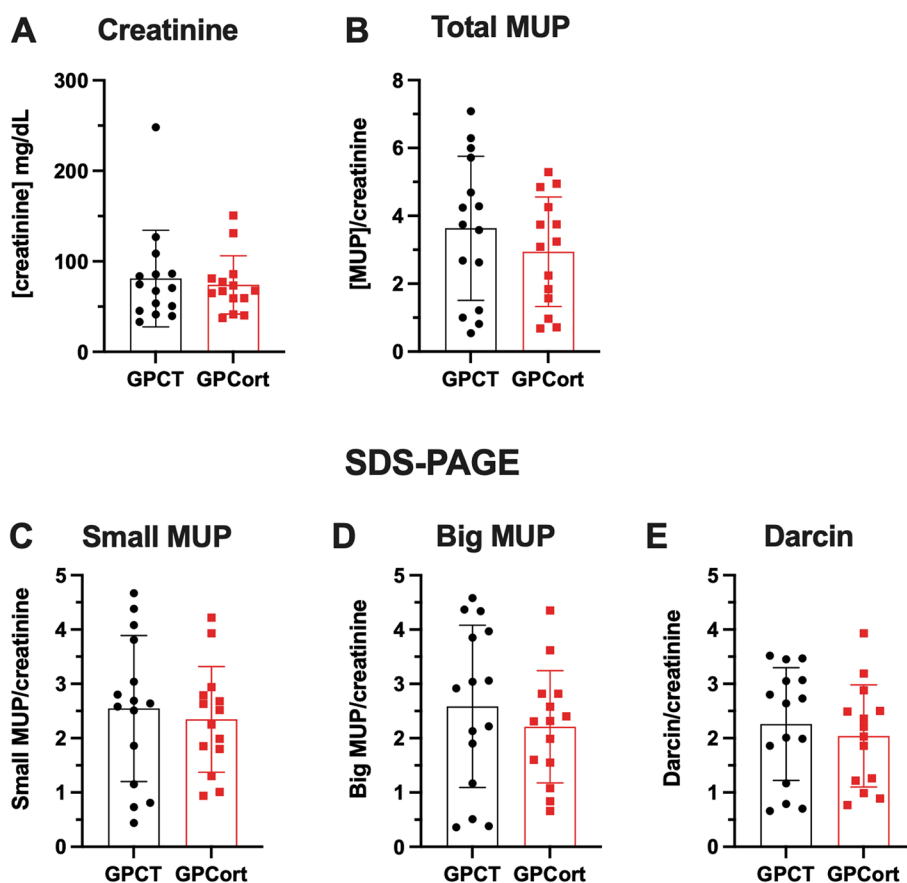 A Creatinine
[creatinine] mg/dL
300
200
100
0
GPCT GPCort
B Total MUP
[MUP]/creatinine
8
6
4
2
0
GPCT GPCort
SDS-PAGE
C Small MUP
Small MUP/creatinine
5
4
3
2
1
0
GPCT GPCort
D Big MUP
Big MUP/creatinine
5
4
3
2
1
0
GPCT GPCort
E Darcin
Darcin/creatinine
5
4
3
2
1
0
GPCT GPCort